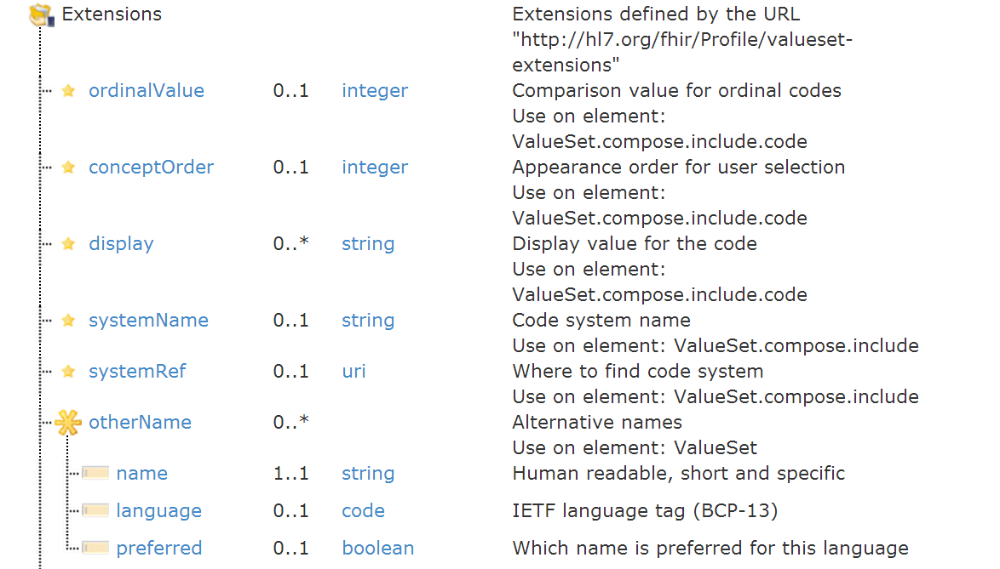 Extensions Extensions defined by the URL
"http://hl7.org/fhir/Profile/valueset-
extensions"
ordinalValue 0..1 integer Comparison value for ordinal codes
Use on element:
ValueSet.compose.include.code
conceptOrder 0..1 integer Appearance order for user selection
Use on element:
ValueSet.compose.include.code
display 0..* string Display value for the code
Use on element:
ValueSet.compose.include.code
systemName 0..1 string Code system name
Use on element: ValueSet.compose.include
systemRef 0..1 uri Where to find code system
Use on element: ValueSet.compose.include
otherName 0..* Alternative names
Use on element: ValueSet
name 1..1 string Human readable, short and specific
language 0..1 code IETF language tag (BCP-13)
preferred 0..1 boolean Which name is preferred for this language